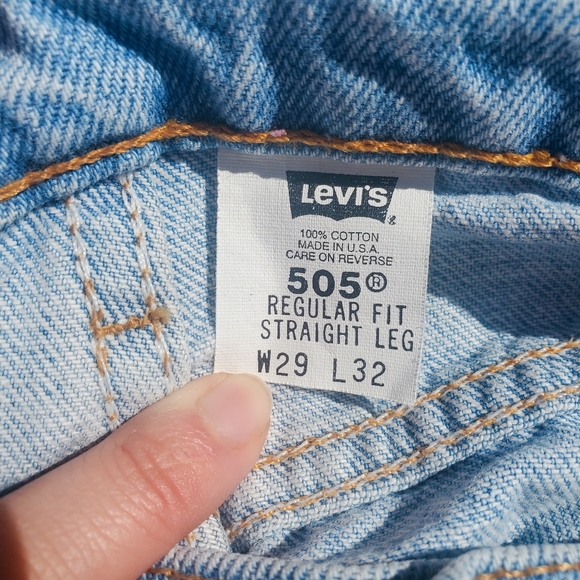 LEVI'S
100% COTTON
MADE IN U.S.A.
CARE ON REVERSE
505®
REGULAR FIT
STRAIGHT LEG
W29 L32